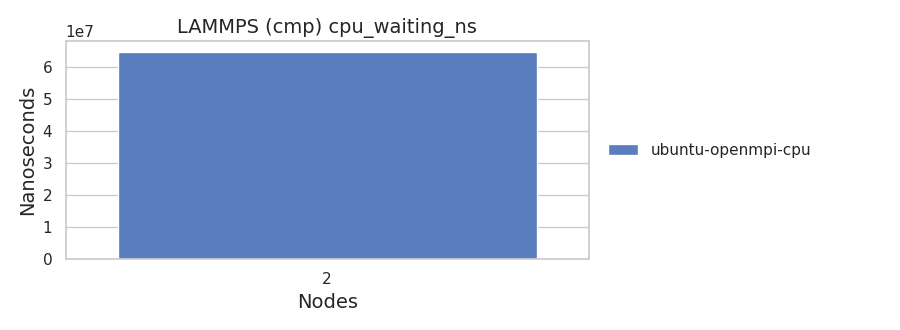 LAMMPS (cmp) cpu_waiting_ns
1e7
6
5
4
3
2
1
0
Nanoseconds
2
Nodes
ubuntu-openmpi-cpu